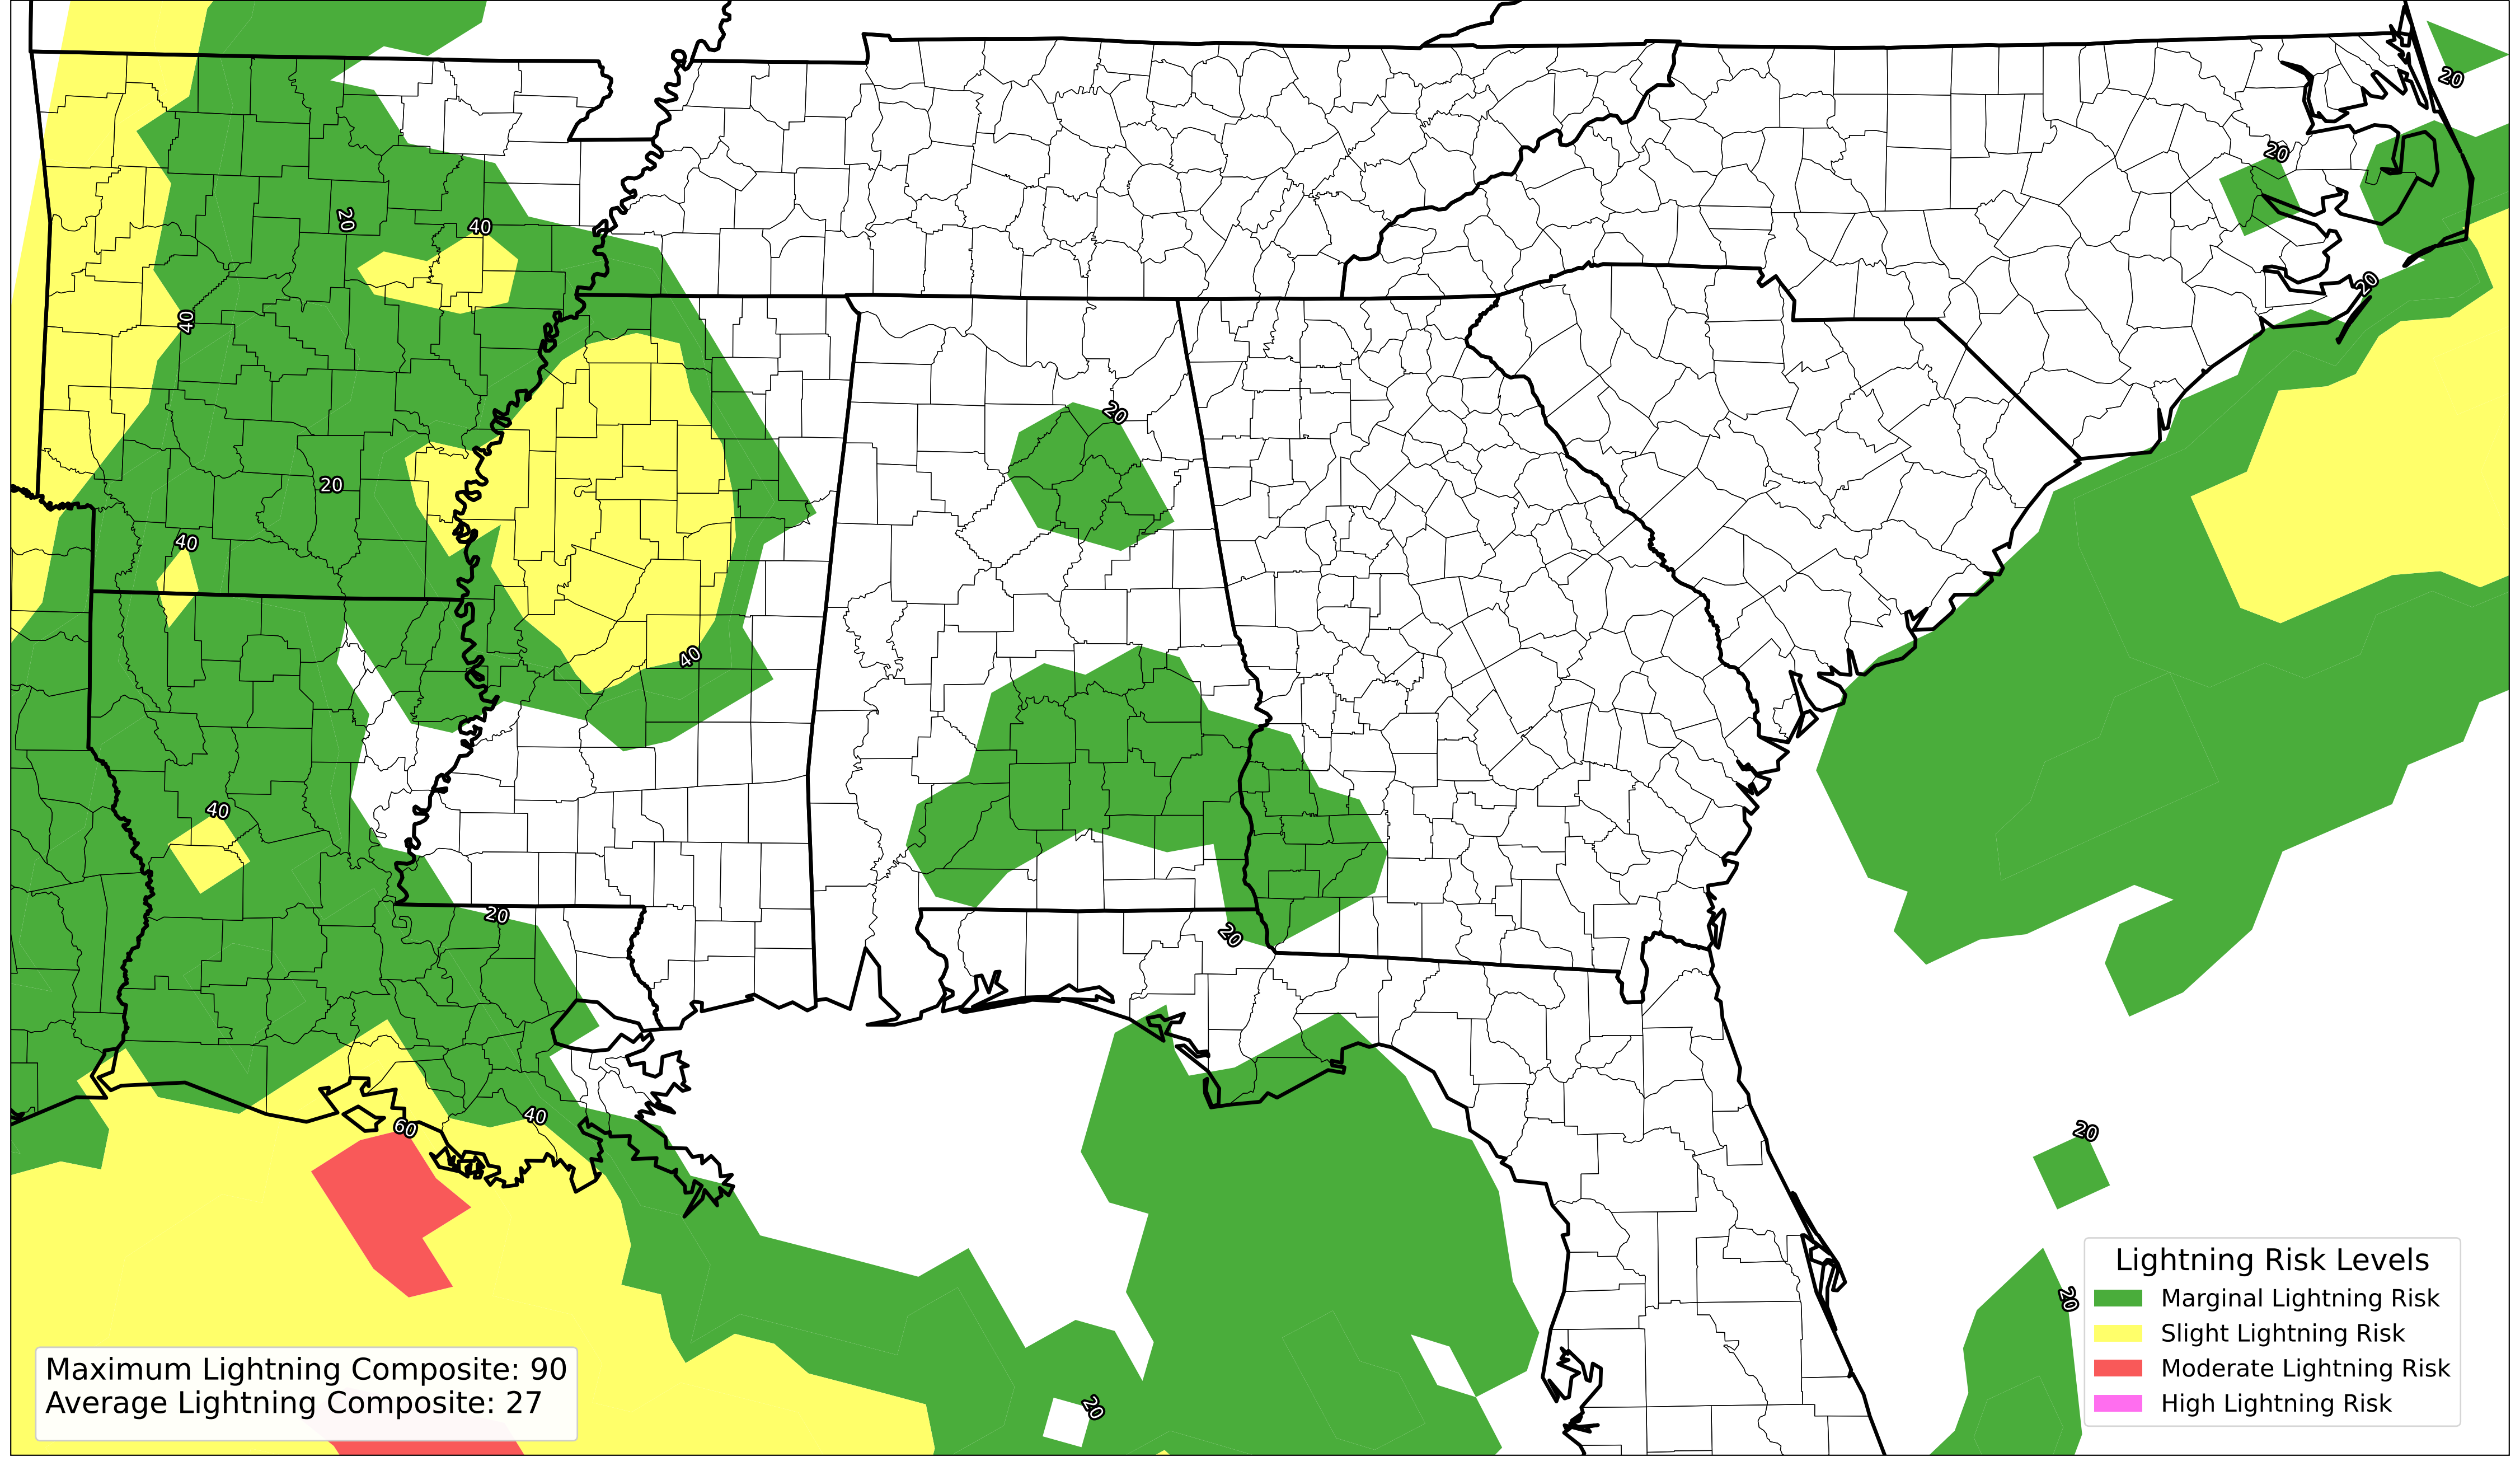 20
20
20
40
20
40
20
20
40
40
40
20
20
60
40
20
Lightning Risk Levels
Marginal Lightning Risk
Slight Lightning Risk
Moderate Lightning Risk
High Lightning Risk
20
Maximum Lightning Composite: 90
Average Lightning Composite: 27
20